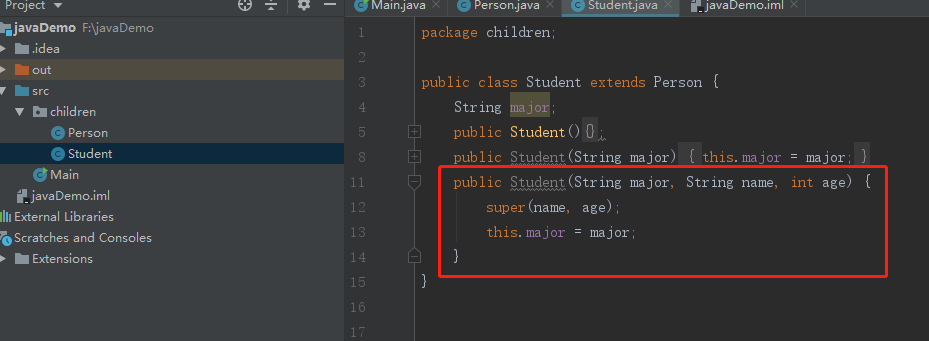 Project
javaDemo F:\javaDemo
.idea
out
src
children
Person
Student
Main
javaDemo.iml
External Libraries
Scratches and Consoles
Extensions
Main.java Person.java Student.java javaDemo.iml
1 package children;
2
3 public class Student extends Person {
4 String major;
5 public Student(){};
8 public Student(String major) { this.major = major; }
11 public Student(String major, String name, int age) {
12 super(name, age);
13 this.major = major;
14 }
15 }
16
17